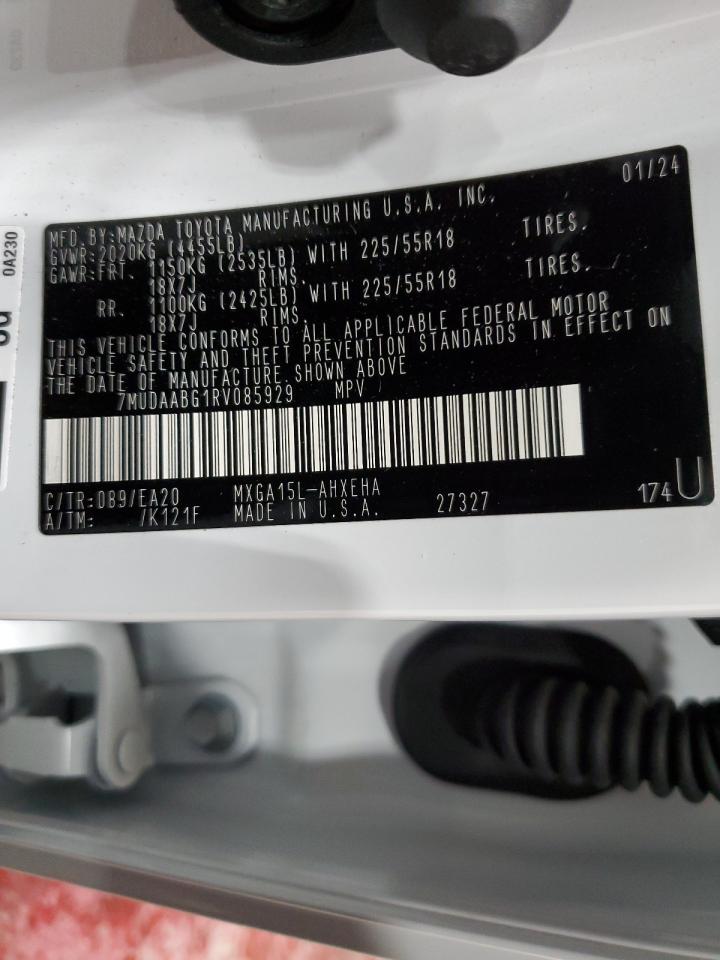 01/24
MFD.BY:MAZDA TOYOTA MANUFACTURING U.S.A. INC.
GVWR:2020KG (4455LB)
GAWR:FRT. 1150KG (2535LB) WITH 225/55R18 TIRES.
18X7J RIMS.
RR. 1100KG (2425LB) WITH 225/55R18 TIRES.
18X7J RIMS.
THIS VEHICLE CONFORMS TO ALL APPLICABLE FEDERAL MOTOR
VEHICLE SAFETY AND THEFT PREVENTION STANDARDS IN EFFECT ON
THE DATE OF MANUFACTURE SHOWN ABOVE
7MUDAABG1RV085929 MPV
C/TR:089/EA20 MXGA15L-AHXEHA
A/TM: /K121F MADE IN U.S.A. 27327 174U
0A230